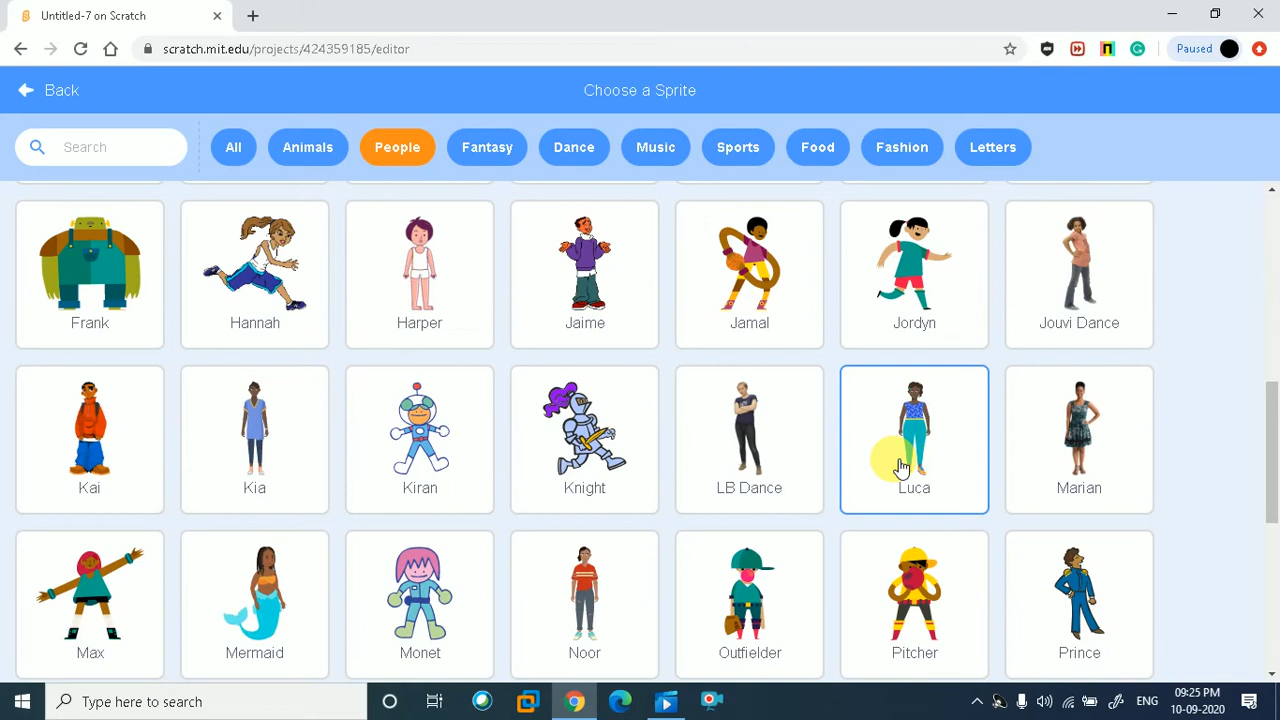 Untitled-7 on Scratch
scratch.mit.edu/projects/424359185/editor
Paused
Back
Choose a Sprite
Search
All
Animals
People
Fantasy
Dance
Music
Sports
Food
Fashion
Letters
Frank
Hannah
Harper
Jaime
Jamal
Jordyn
Jouvi Dance
Kai
Kia
Kiran
Knight
LB Dance
Luca
Marian
Max
Mermaid
Monet
Noor
Outfielder
Pitcher
Prince
Type here to search
ENG
09:25 PM
10-09-2020